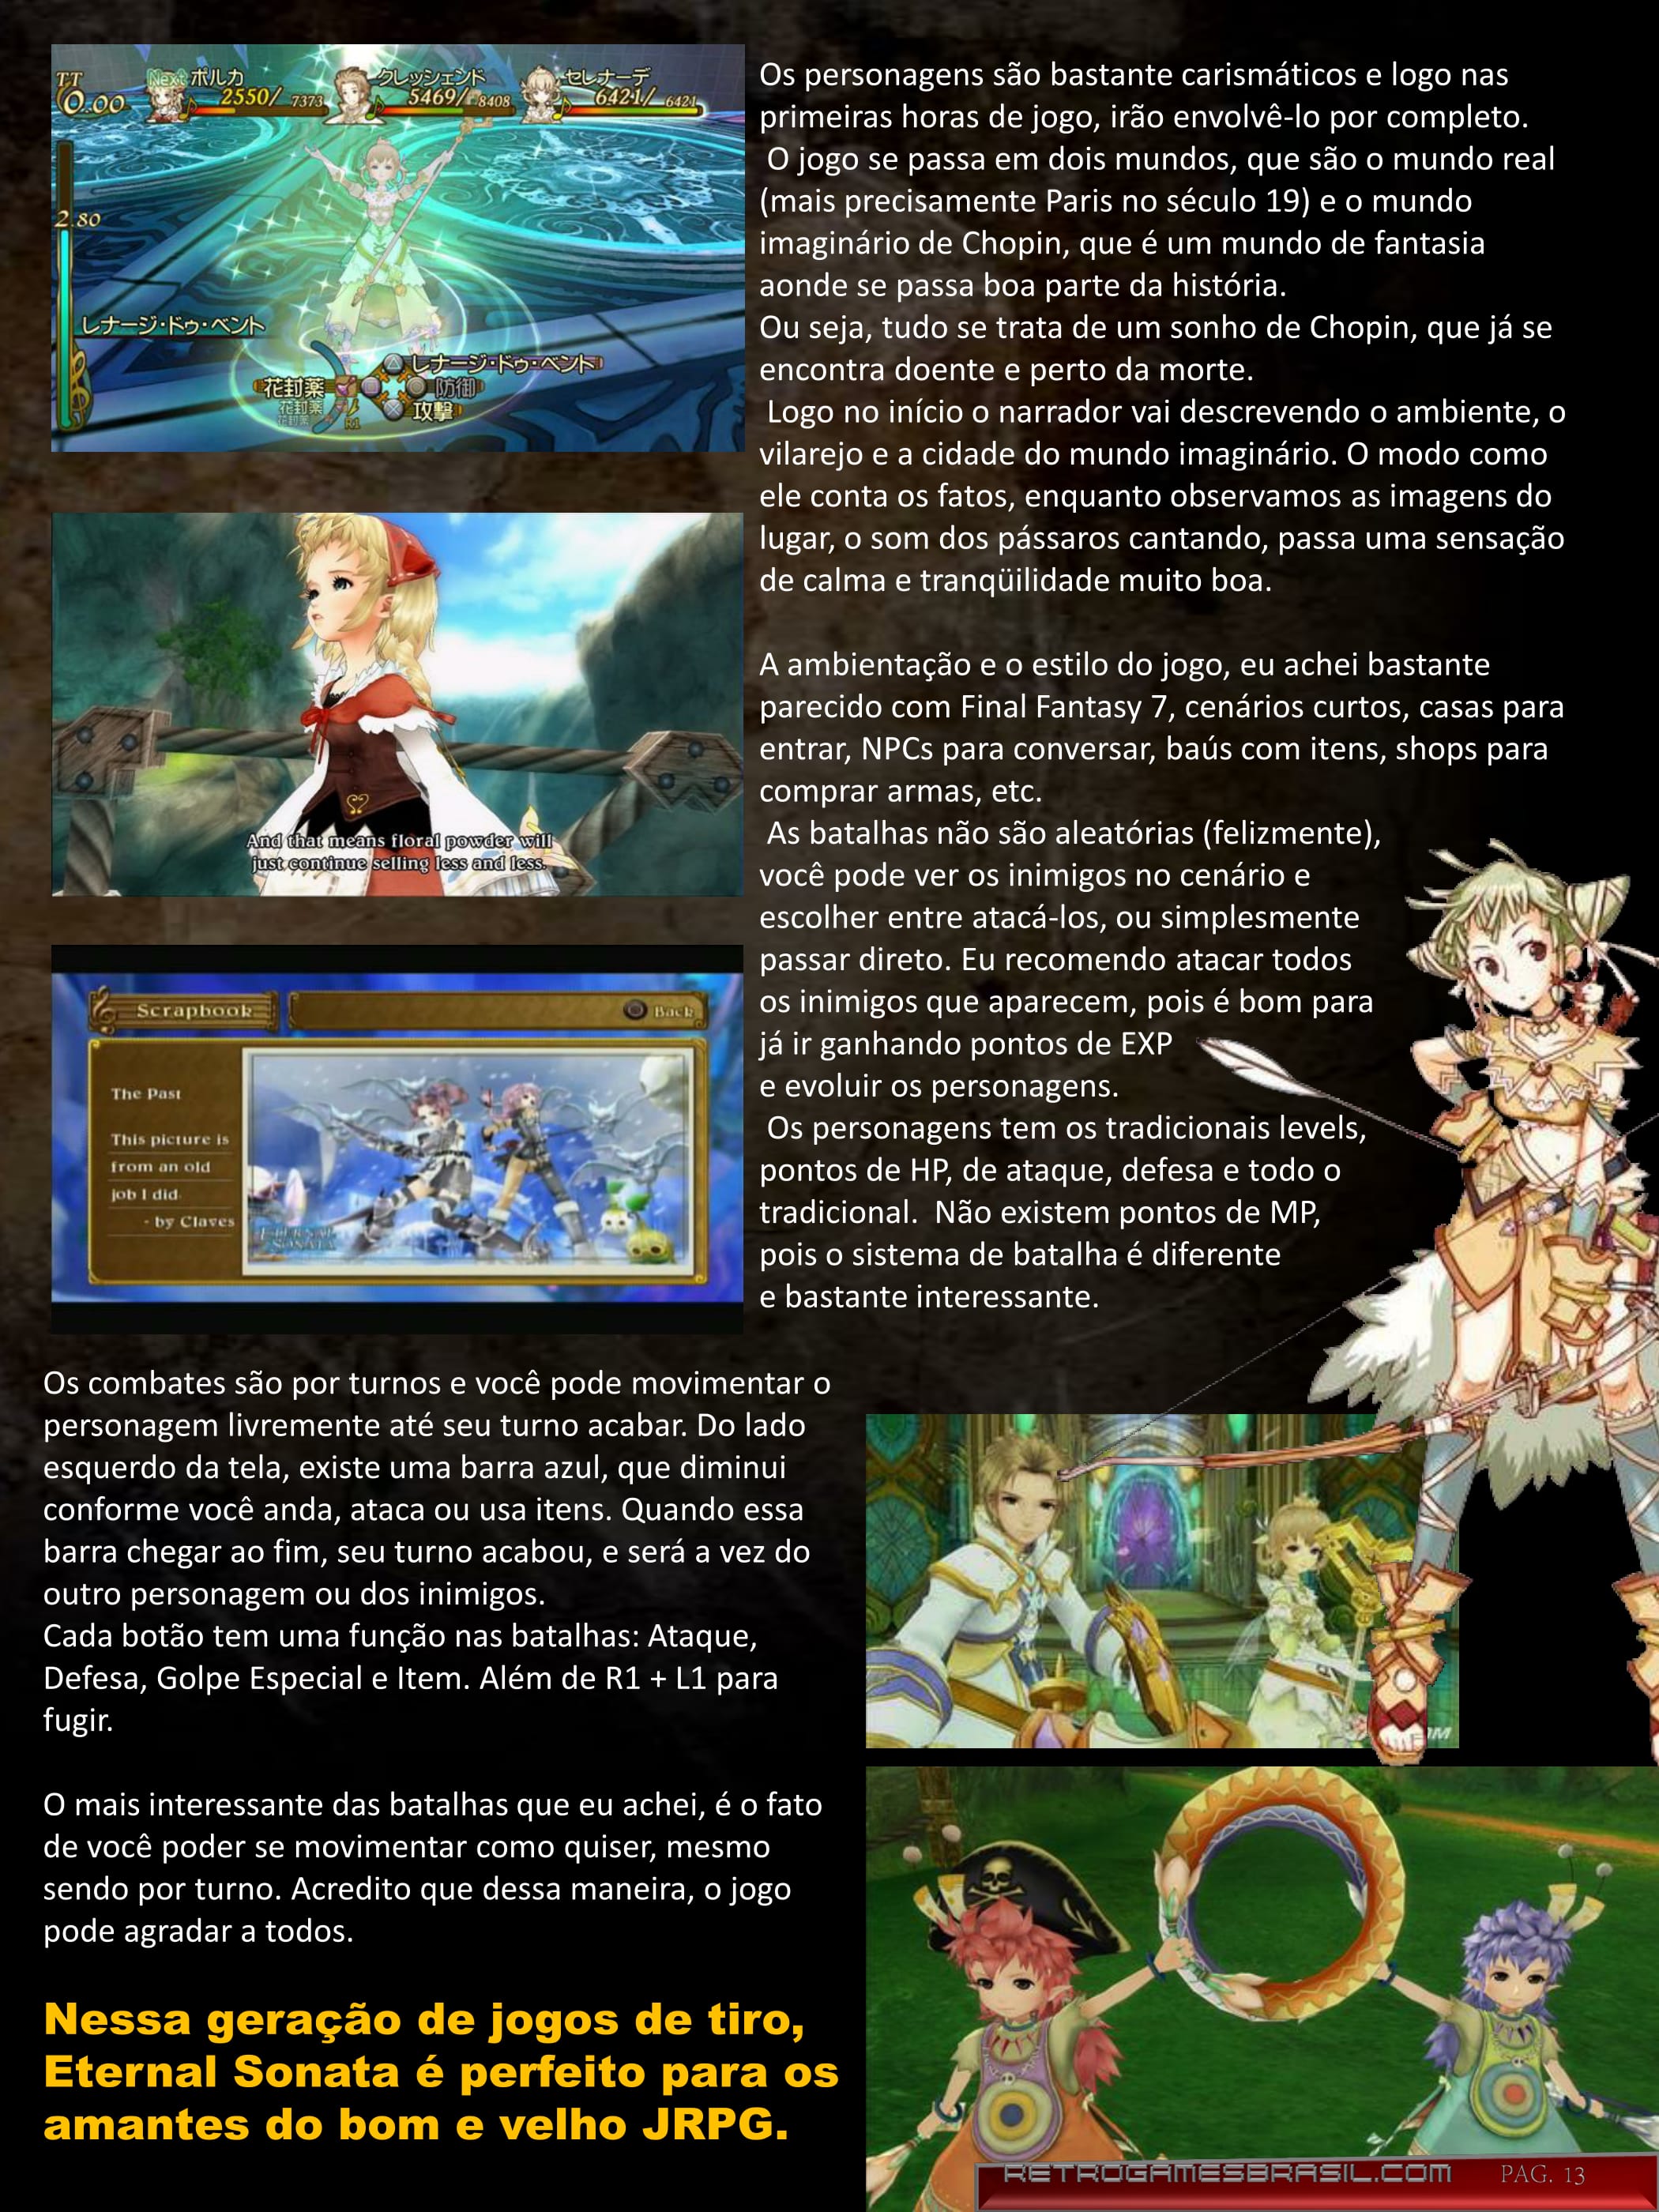 TT
0.00
Next ポルカ
2550/ 7373
クレッシェンド
5469/ 8408
セレナーデ
6421/ 6421
2.80
レナージ・ドゥ・ベント
レナージ・ドゥ・ベント
花封薬
防御
花封薬
花封薬
攻撃
R1
Os personagens são bastante carismáticos e logo nas
primeiras horas de jogo, irão envolvê-lo por completo.
O jogo se passa em dois mundos, que são o mundo real
(mais precisamente Paris no século 19) e o mundo
imaginário de Chopin, que é um mundo de fantasia
aonde se passa boa parte da história.
Ou seja, tudo se trata de um sonho de Chopin, que já se
encontra doente e perto da morte.
Logo no início o narrador vai descrevendo o ambiente, o
vilarejo e a cidade do mundo imaginário. O modo como
ele conta os fatos, enquanto observamos as imagens do
lugar, o som dos pássaros cantando, passa uma sensação
de calma e tranqüilidade muito boa.
And that means floral powder will
just continue selling less and less.
A ambientação e o estilo do jogo, eu achei bastante
parecido com Final Fantasy 7, cenários curtos, casas para
entrar, NPCs para conversar, baús com itens, shops para
comprar armas, etc.
As batalhas não são aleatórias (felizmente),
você pode ver os inimigos no cenário e
escolher entre atacá-los, ou simplesmente
passar direto. Eu recomendo atacar todos
os inimigos que aparecem, pois é bom para
já ir ganhando pontos de EXP
e evoluir os personagens.
Os personagens tem os tradicionais levels,
pontos de HP, de ataque, defesa e todo o
tradicional.  Não existem pontos de MP,
pois o sistema de batalha é diferente
e bastante interessante.
Scrapbook
Back
The Past
This picture is
from an old
job I did.
- by Claves
ETERNAL
SONATA
Os combates são por turnos e você pode movimentar o
personagem livremente até seu turno acabar. Do lado
esquerdo da tela, existe uma barra azul, que diminui
conforme você anda, ataca ou usa itens. Quando essa
barra chegar ao fim, seu turno acabou, e será a vez do
outro personagem ou dos inimigos.
Cada botão tem uma função nas batalhas: Ataque,
Defesa, Golpe Especial e Item. Além de R1 + L1 para
fugir.
O mais interessante das batalhas que eu achei, é o fato
de você poder se movimentar como quiser, mesmo
sendo por turno. Acredito que dessa maneira, o jogo
pode agradar a todos.
Nessa geração de jogos de tiro,
Eternal Sonata é perfeito para os
amantes do bom e velho JRPG.
RETROGAMESBRASIL.COM
PAG. 13